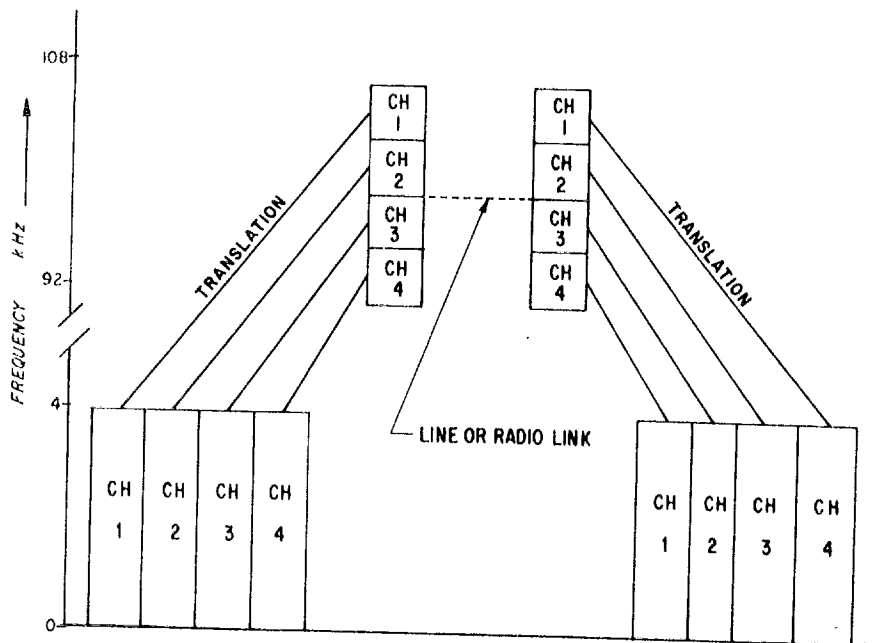 108
CH
1
CH
2
CH
3
CH
4
CH
1
CH
2
CH
3
CH
4
TRANSLATION
TRANSLATION
FREQUENCY kHz
92
4
LINE OR RADIO LINK
CH
1
CH
2
CH
3
CH
4
CH
1
CH
2
CH
3
CH
4
0